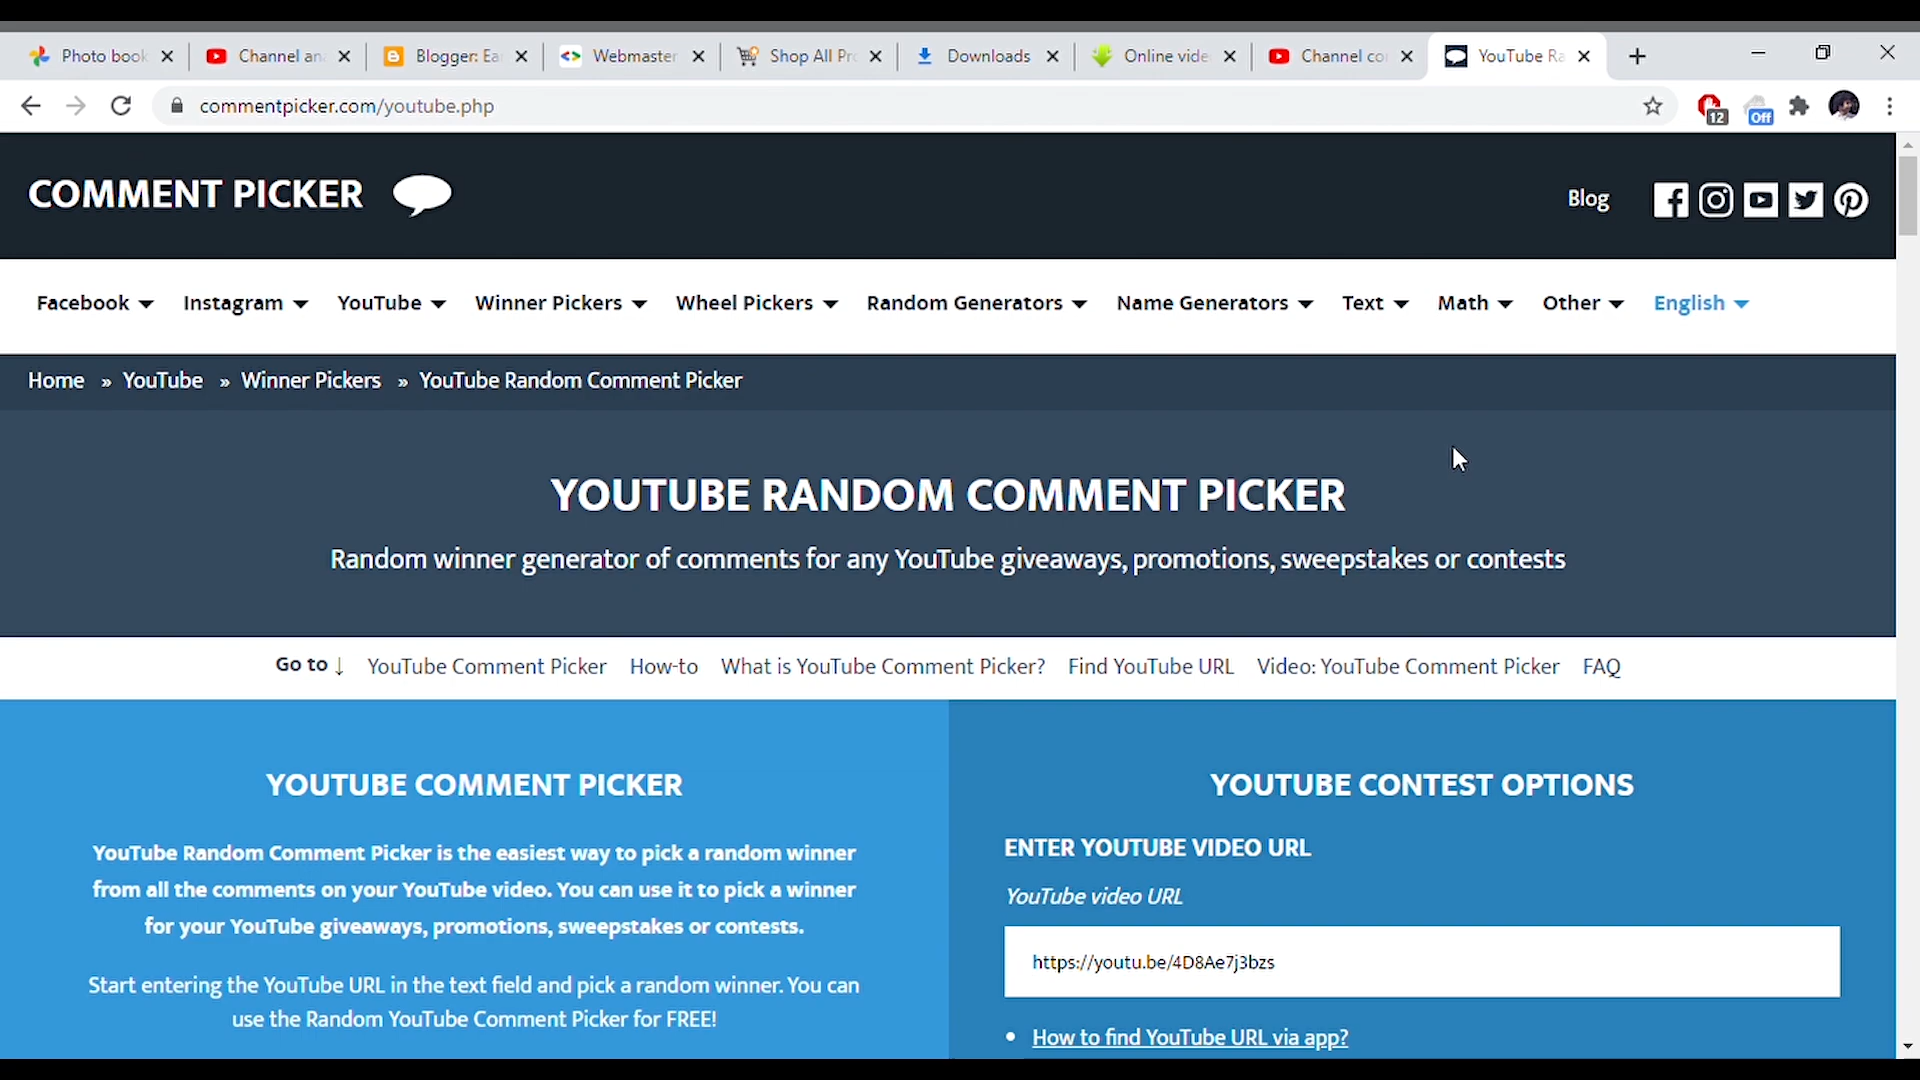 Photo book
Channel an
Blogger: Ea
Webmaster
Shop All Pr
Downloads
Online vide
Channel co
YouTube Ra
commentpicker.com/youtube.php
12
Off
COMMENT PICKER
Blog
Facebook
Instagram
YouTube
Winner Pickers
Wheel Pickers
Random Generators
Name Generators
Text
Math
Other
English
Home » YouTube » Winner Pickers » YouTube Random Comment Picker
YOUTUBE RANDOM COMMENT PICKER
Random winner generator of comments for any YouTube giveaways, promotions, sweepstakes or contests
Go to ↓ YouTube Comment Picker How-to What is YouTube Comment Picker? Find YouTube URL Video: YouTube Comment Picker FAQ
YOUTUBE COMMENT PICKER
YouTube Random Comment Picker is the easiest way to pick a random winner
from all the comments on your YouTube video. You can use it to pick a winner
for your YouTube giveaways, promotions, sweepstakes or contests.
Start entering the YouTube URL in the text field and pick a random winner. You can
use the Random YouTube Comment Picker for FREE!
YOUTUBE CONTEST OPTIONS
ENTER YOUTUBE VIDEO URL
YouTube video URL
https://youtu.be/4D8Ae7j3bzs
• How to find YouTube URL via app?